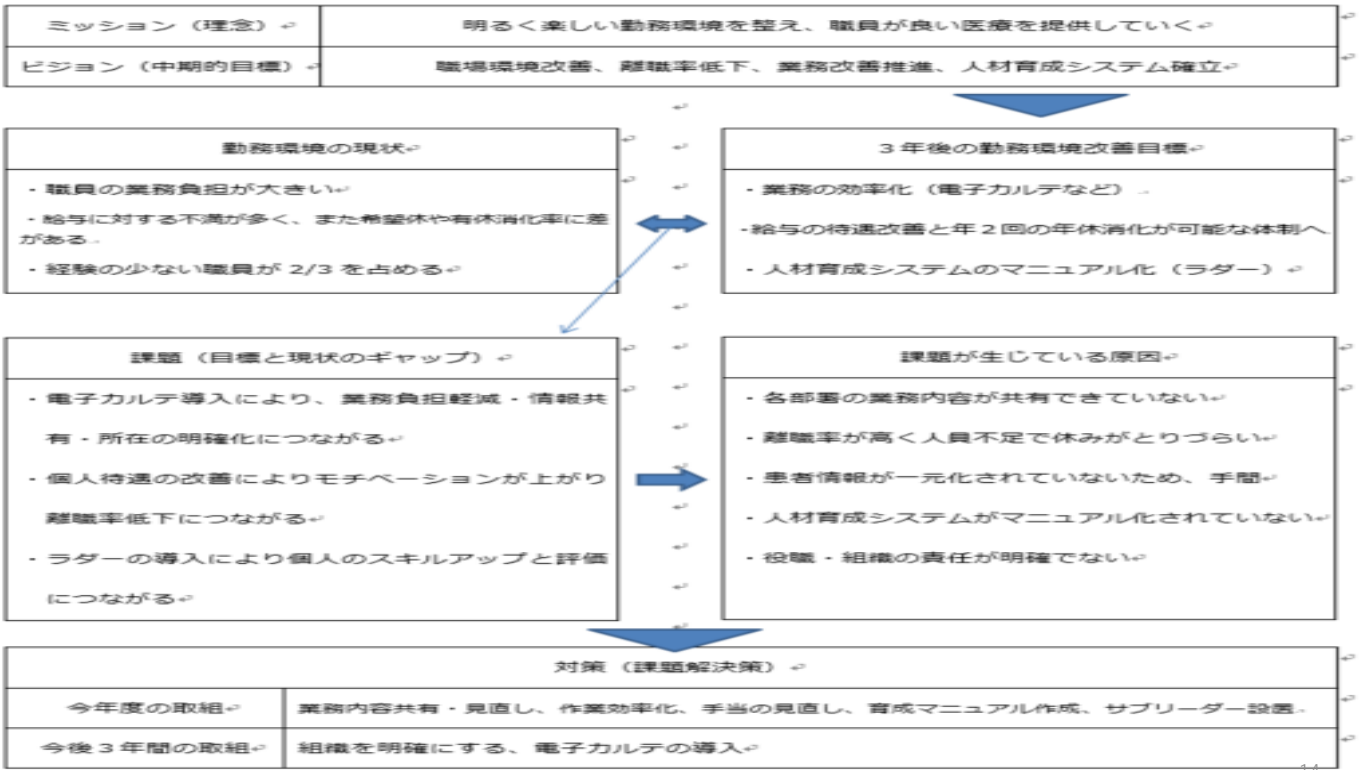 ミッション（理念） 明るく楽しい勤務環境を整え、職員が良い医療を提供していく
ビジョン（中期的目標） 職場環境改善、離職率低下、業務改善推進、人材育成システム確立
勤務環境の現状
・職員の業務負担が大きい
・給与に対する不満が多く、また希望休や有休消化率に差
がある
・経験の少ない職員が 2/3 を占める
3 年後の勤務環境改善目標
・業務の効率化（電子カルテなど）
・給与の待遇改善と年２回の年休消化が可能な体制へ
・人材育成システムのマニュアル化（ラダー）
課題（目標と現状のギャップ）
・電子カルテ導入により、業務負担軽減・情報共
有・所在の明確化につながる
・個人待遇の改善によりモチベーションが上がり
離職率低下につながる
・ラダーの導入により個人のスキルアップと評価
につながる
課題が生じている原因
・各部署の業務内容が共有できていない
・離職率が高く人員不足で休みがとりづらい
・患者情報が一元化されていないため、手間
・人材育成システムがマニュアル化されていない
・役職・組織の責任が明確でない
対策（課題解決策）
今年度の取組 業務内容共有・見直し、作業効率化、手当の見直し、育成マニュアル作成、サブリーダー設置
今後３年間の取組 組織を明確にする、電子カルテの導入